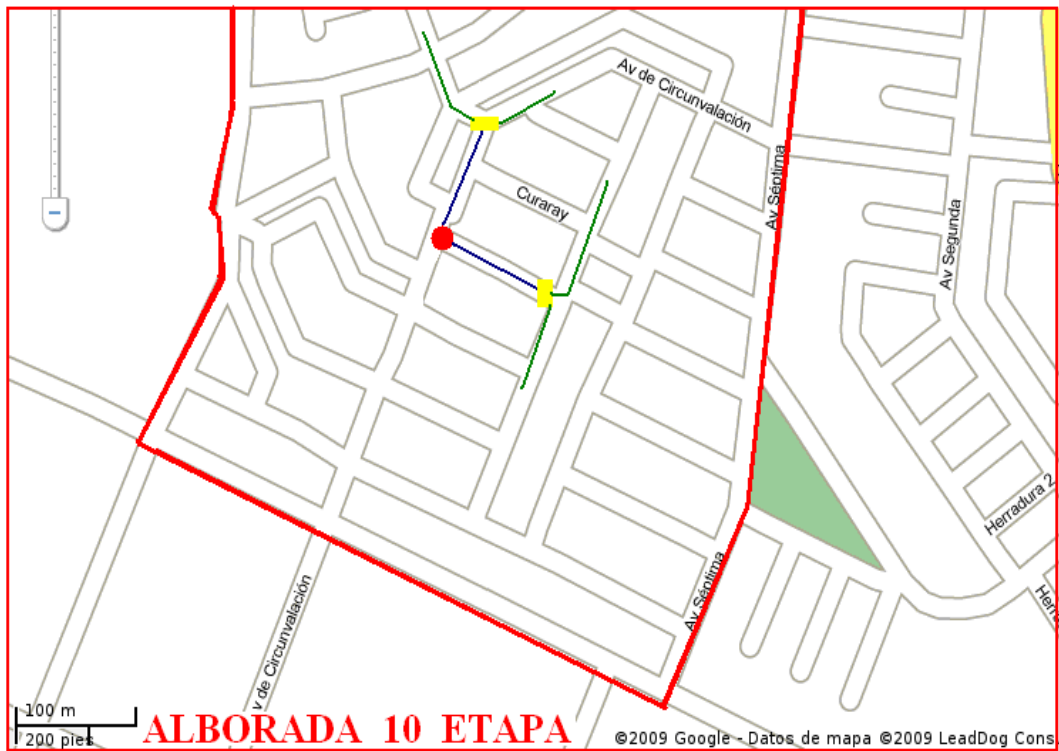 Av de Circunvalación
Av Séptima
Curaray
Av Segunda
Herradura 2
Av Séptima
Herra
v de Circunvalación
100 m
200 pies
ALBORADA 10 ETAPA
©2009 Google - Datos de mapa ©2009 LeadDog Cons